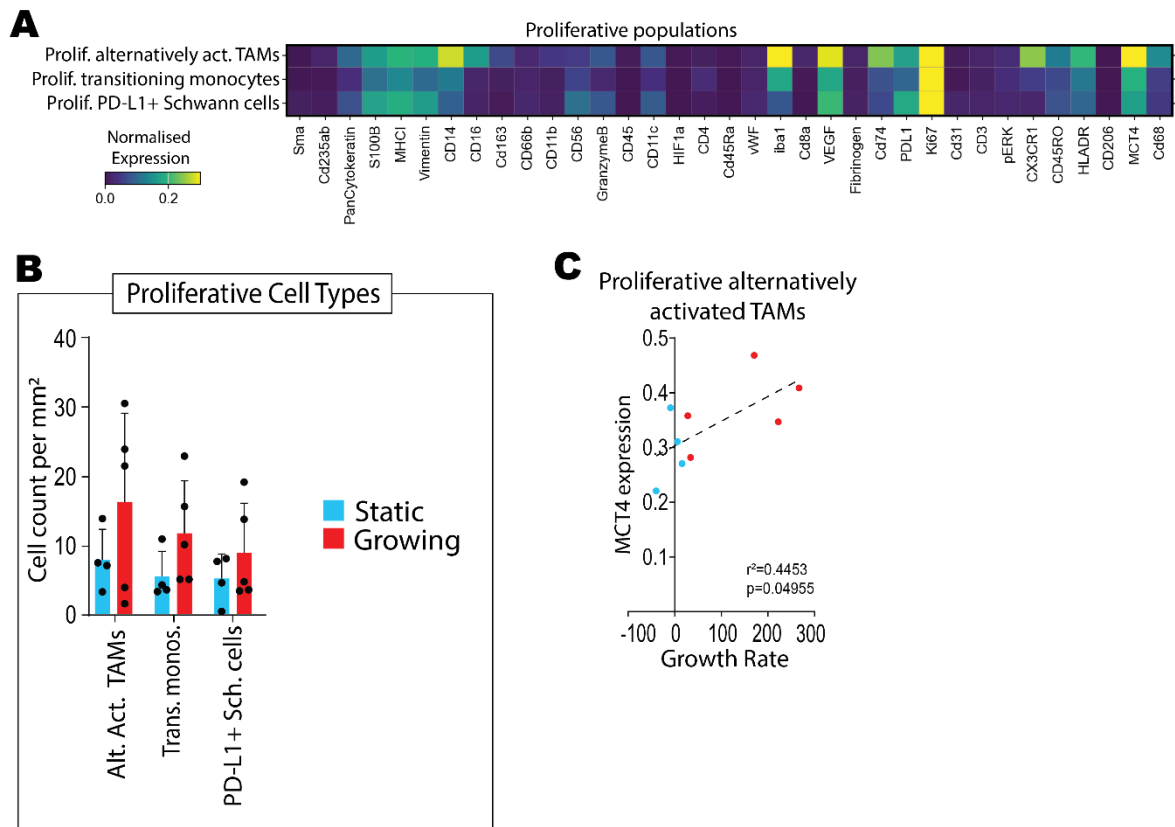 A
Proliferative populations
Prolif. alternatively act. TAMs
Prolif. transitioning monocytes
Prolif. PD-L1+ Schwann cells
Normalised
Expression
0.0
0.2
Sma
Cd235ab
PanCytokeratin
S100B
MHCI
Vimentin
CD14
CD16
Cd163
CD66b
CD11b
CD56
GranzymeB
CD45
CD11c
HIF1a
CD4
Cd45Ra
vWF
iba1
Cd8a
VEGF
Fibrinogen
Cd74
PDL1
Ki67
Cd31
CD3
pERK
CX3CR1
CD45RO
HLADR
CD206
MCT4
Cd68
B
Proliferative Cell Types
Cell count per mm²
40
30
20
10
0
Alt. Act. TAMs
Trans. monos.
PD-L1+ Sch. cells
Static
Growing
C
Proliferative alternatively
activated TAMs
MCT4 expression
0.5
0.4
0.3
0.2
0.1
r²=0.4453
p=0.04955
-100 0 100 200 300
Growth Rate